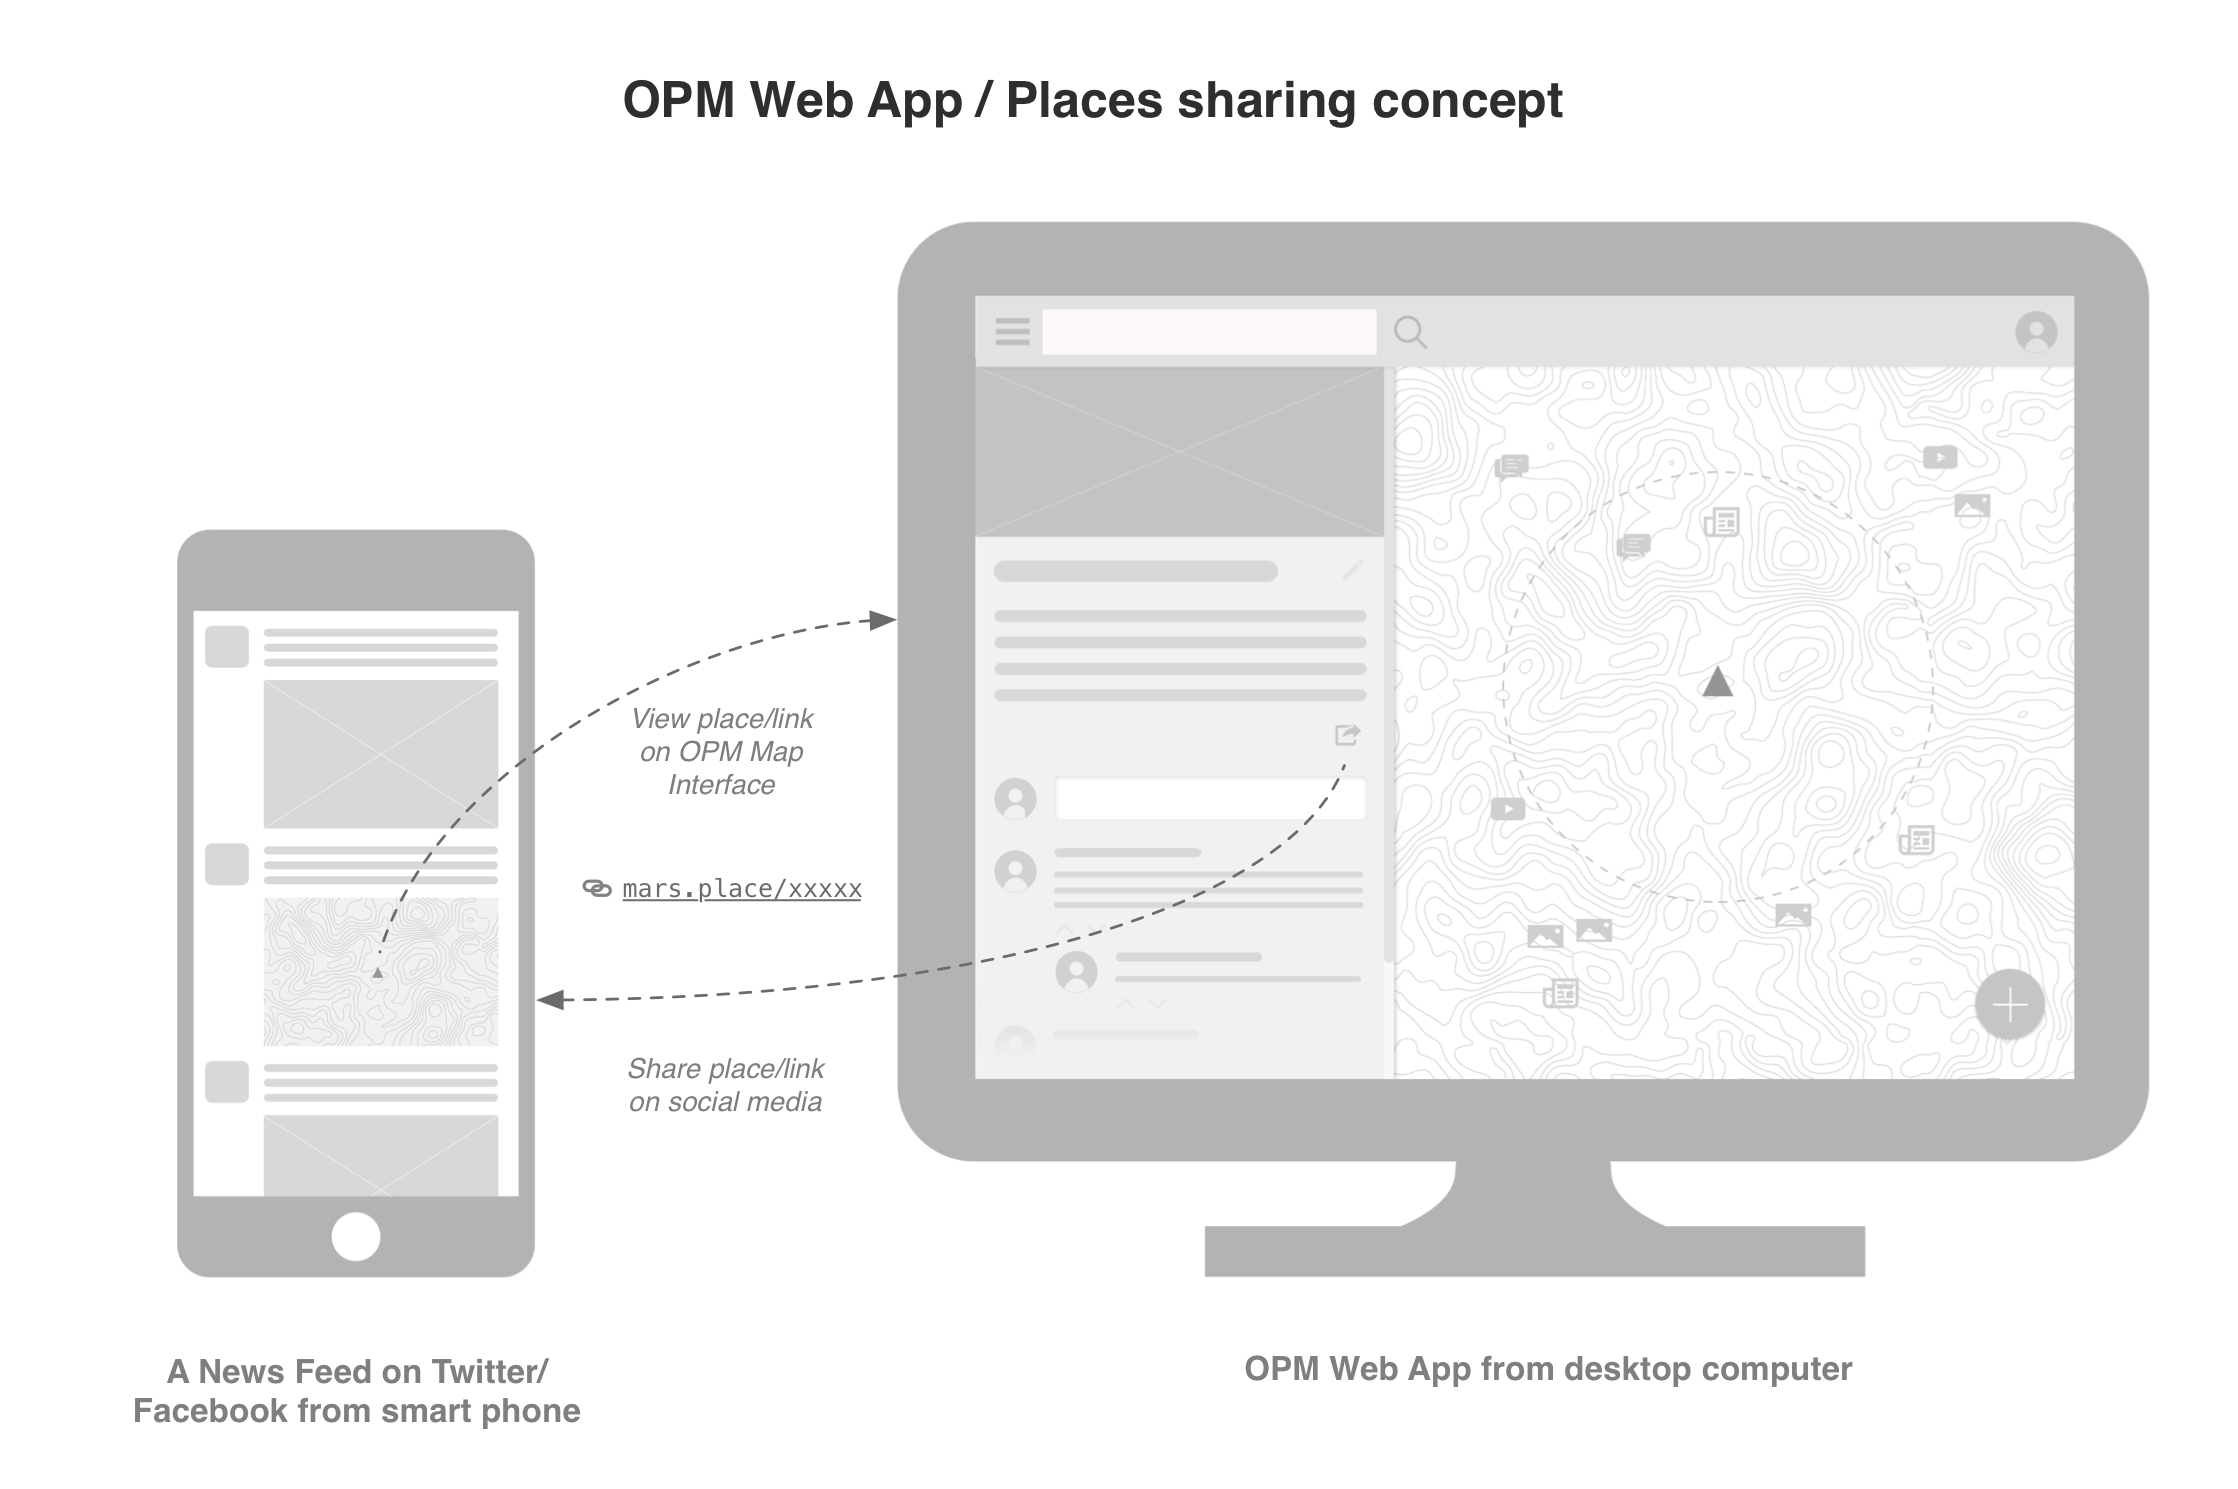 OPM Web App / Places sharing concept
View place/link
on OPM Map
Interface
mars.place/xxxxx
Share place/link
on social media
A News Feed on Twitter/
Facebook from smart phone
OPM Web App from desktop computer